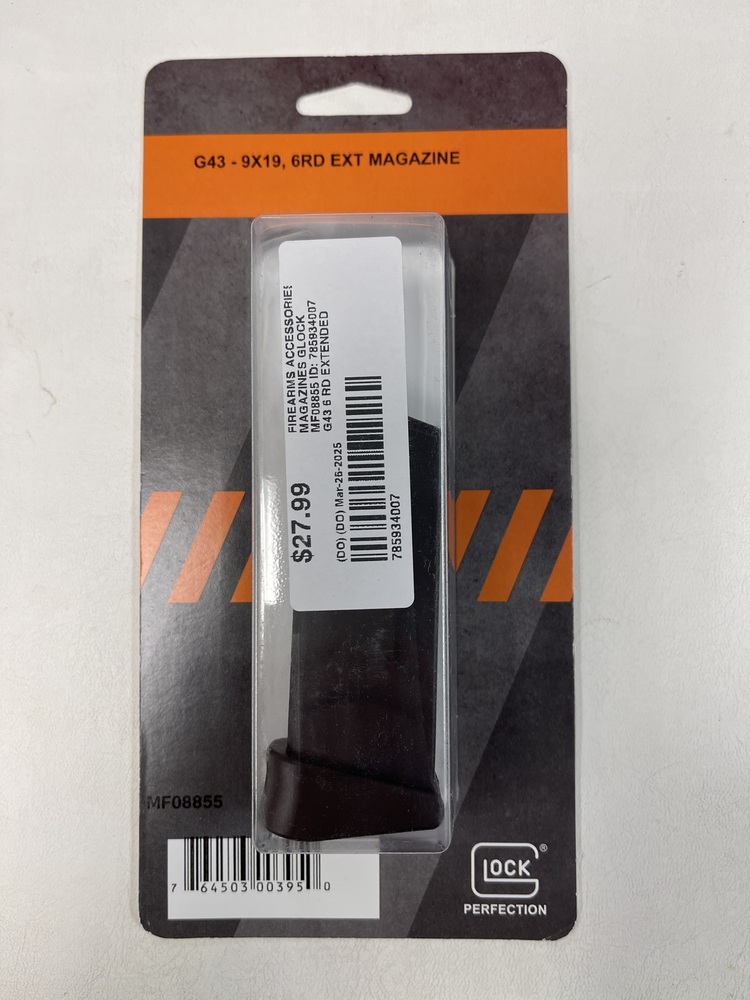 G43 - 9X19, 6RD EXT MAGAZINE
FIREARMS ACCESSORIES
MAGAZINES GLOCK
MF08855 ID: 785934007
G43 6 RD EXTENDED
$27.99
(DO) (DO) Mar-26-2025
785934007
MF08855
7 64503 00395 0
GLOCK ®
PERFECTION